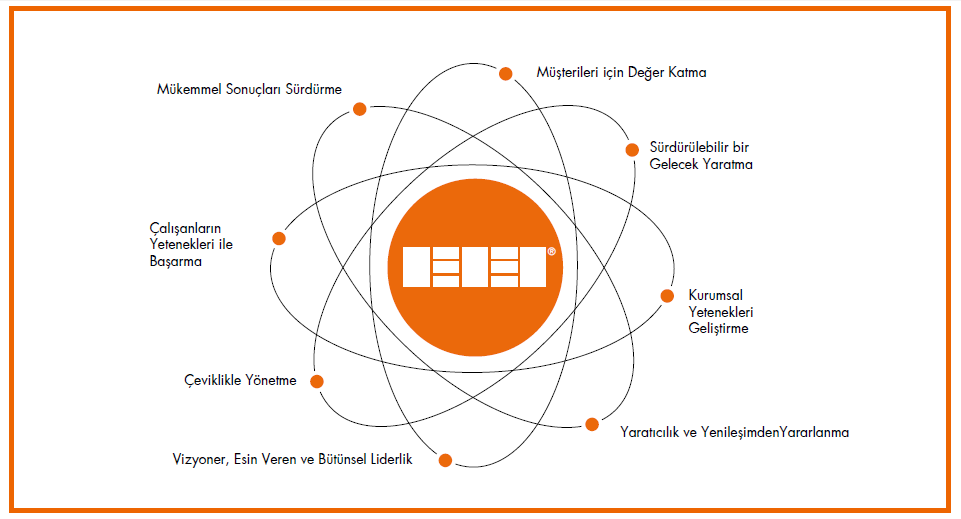 Müşterileri için Değer Katma
Mükemmel Sonuçları Sürdürme
Sürdürülebilir bir
Gelecek Yaratma
Çalışanların
Yetenekleri ile
Başarma
®
Kurumsal
Yetenekleri
Geliştirme
Çeviklikle Yönetme
Yaratıcılık ve YenileşimdenYararlanma
Vizyoner, Esin Veren ve Bütünsel Liderlik